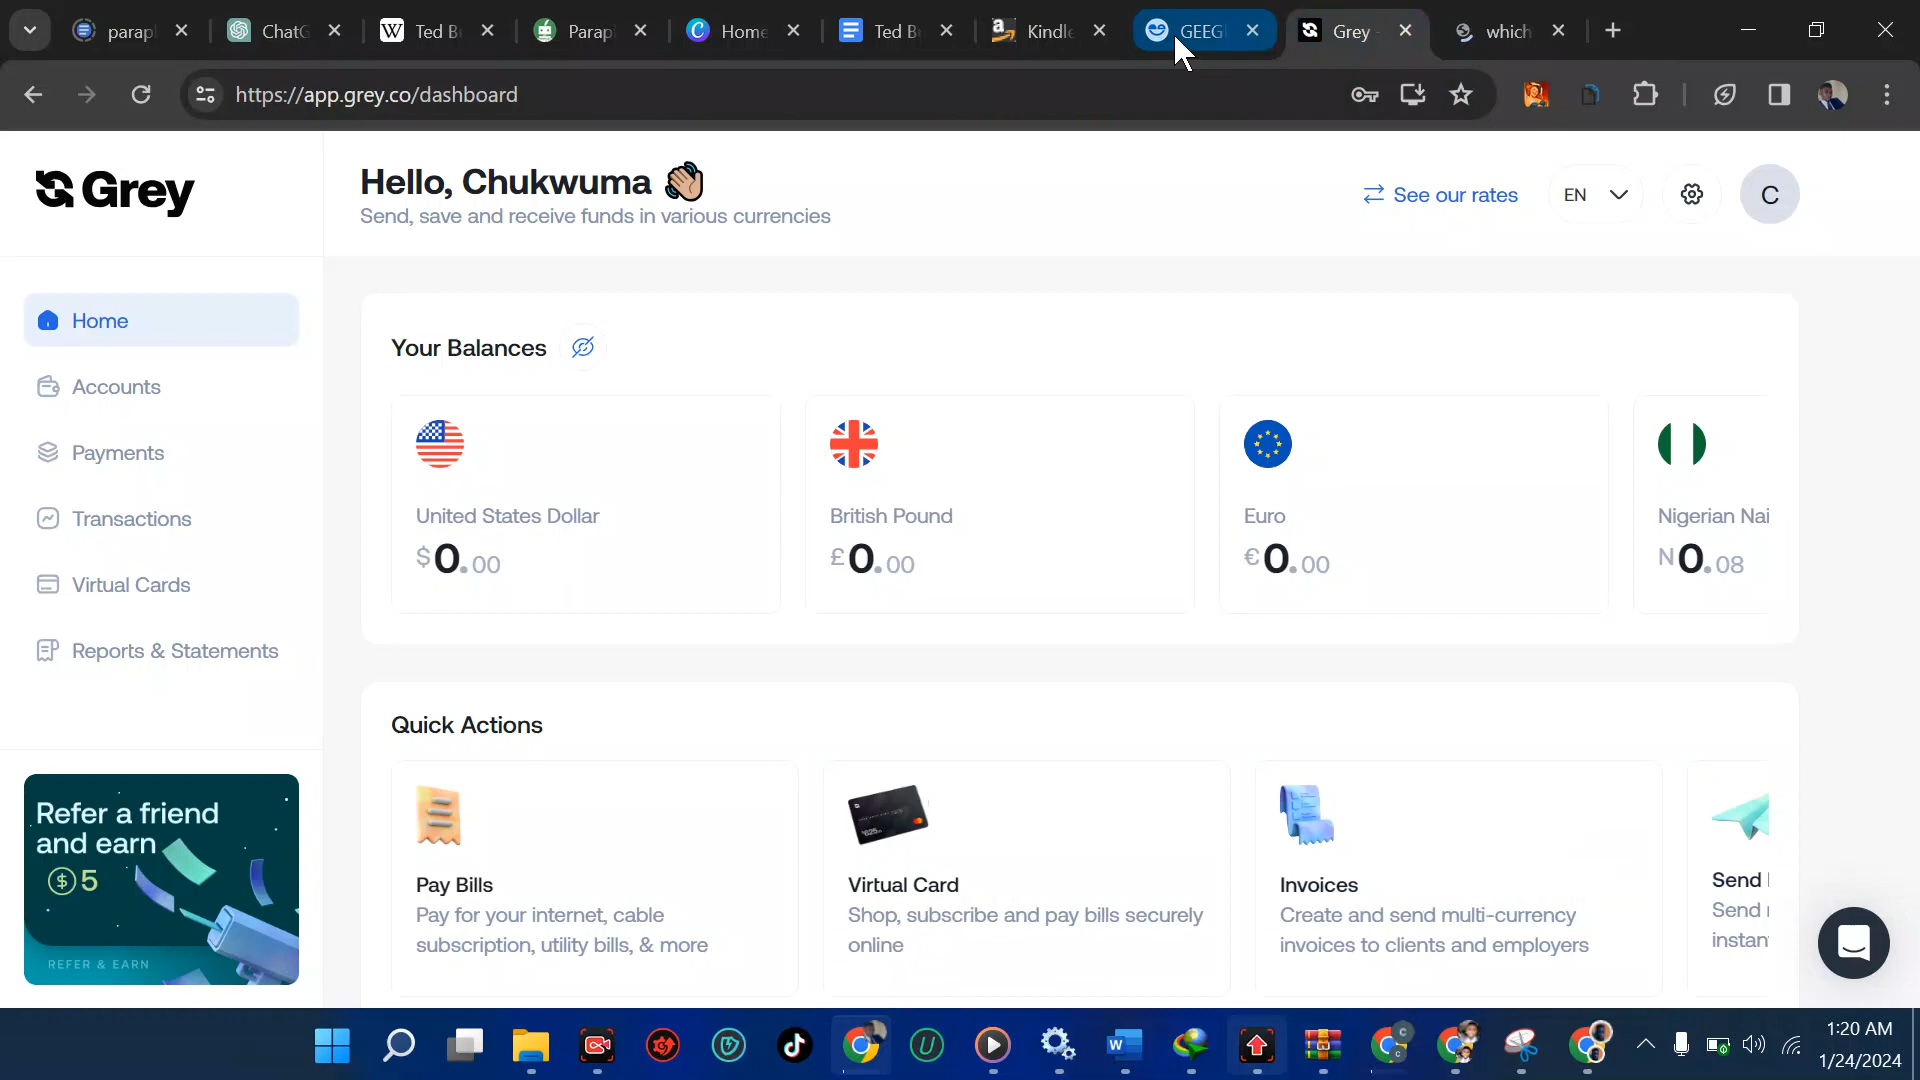 parap
ChatG
Ted B
Parap
Home
Ted B
Kindle
GEEG
Grey -
which
https://app.grey.co/dashboard
Grey
Hello, Chukwuma
Send, save and receive funds in various currencies
See our rates
EN
C
Home
Accounts
Payments
Transactions
Virtual Cards
Reports & Statements
Your Balances
United States Dollar
$0.00
British Pound
£0.00
Euro
€0.00
Nigerian Nai
N0.08
Quick Actions
Pay Bills
Pay for your internet, cable
subscription, utility bills, & more
Virtual Card
Shop, subscribe and pay bills securely
online
Invoices
Create and send multi-currency
invoices to clients and employers
Send
Send
instan
Refer a friend
and earn
$5
REFER & EARN
1:20 AM
1/24/2024